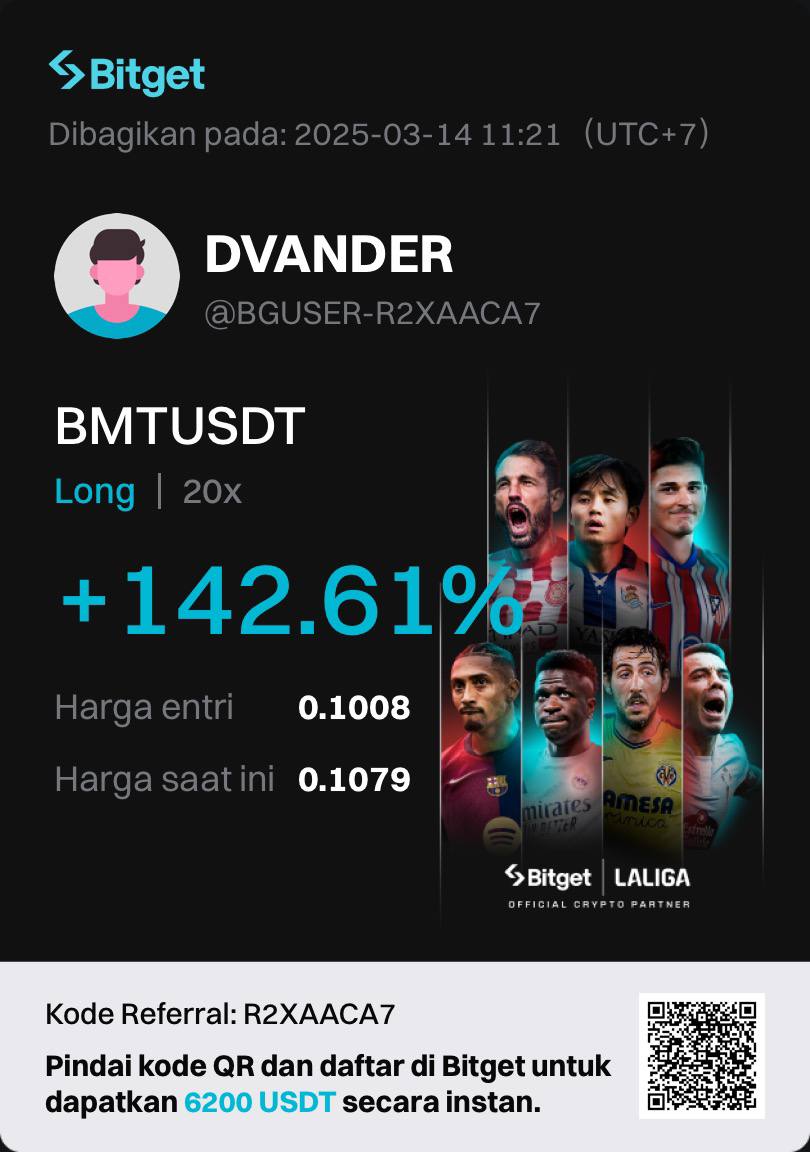 Bitget
Dibagikan pada: 2025-03-14 11:21 (UTC+7)
DVANDER
@BGUSER-R2XAACA7
BMTUSDT
Long | 20x
+142.61%
Harga entri 0.1008
Harga saat ini 0.1079
Bitget | LALIGA
OFFICIAL CRYPTO PARTNER
Kode Referral: R2XAACA7
Pindai kode QR dan daftar di Bitget untuk
dapatkan 6200 USDT secara instan.